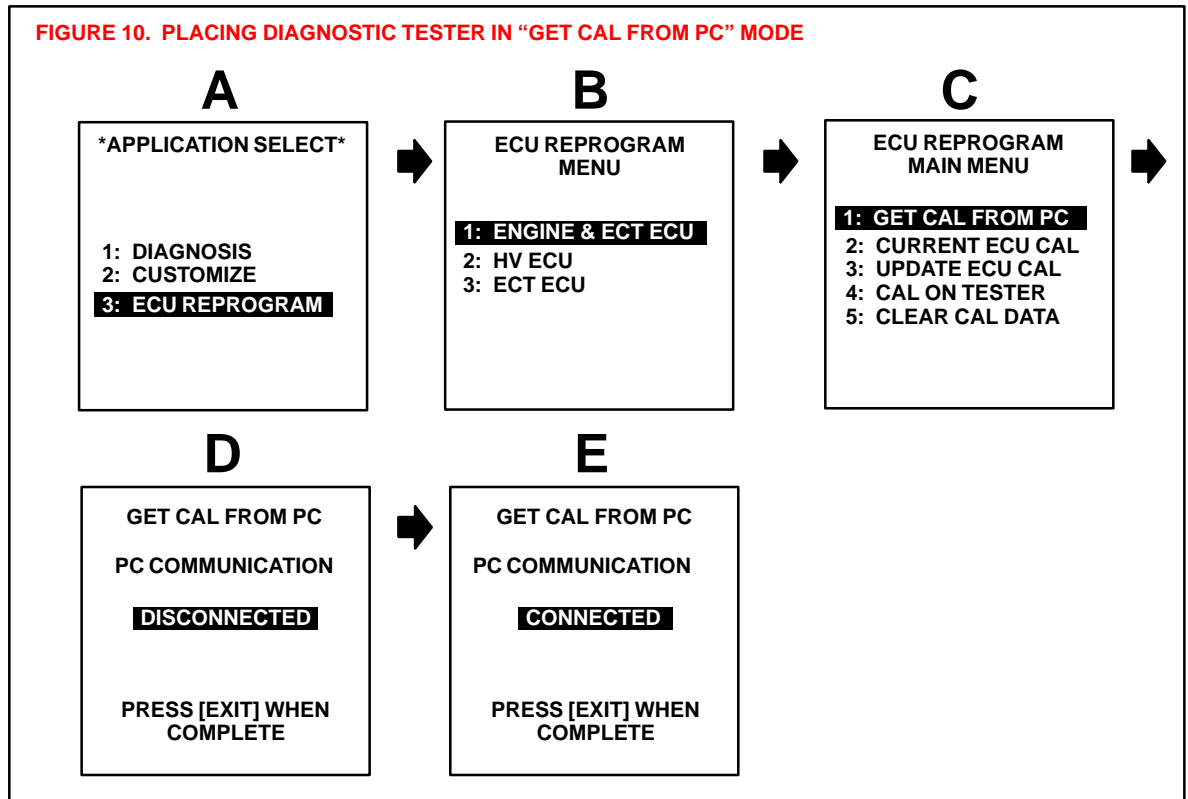 FIGURE 10. PLACING DIAGNOSTIC TESTER IN “GET CAL FROM PC” MODE
A
*APPLICATION SELECT*
1: DIAGNOSIS
2: CUSTOMIZE
3: ECU REPROGRAM
B
ECU REPROGRAM
MENU
1: ENGINE & ECT ECU
2: HV ECU
3: ECT ECU
C
ECU REPROGRAM
MAIN MENU
1: GET CAL FROM PC
2: CURRENT ECU CAL
3: UPDATE ECU CAL
4: CAL ON TESTER
5: CLEAR CAL DATA
D
GET CAL FROM PC
PC COMMUNICATION
DISCONNECTED
PRESS [EXIT] WHEN
COMPLETE
E
GET CAL FROM PC
PC COMMUNICATION
CONNECTED
PRESS [EXIT] WHEN
COMPLETE